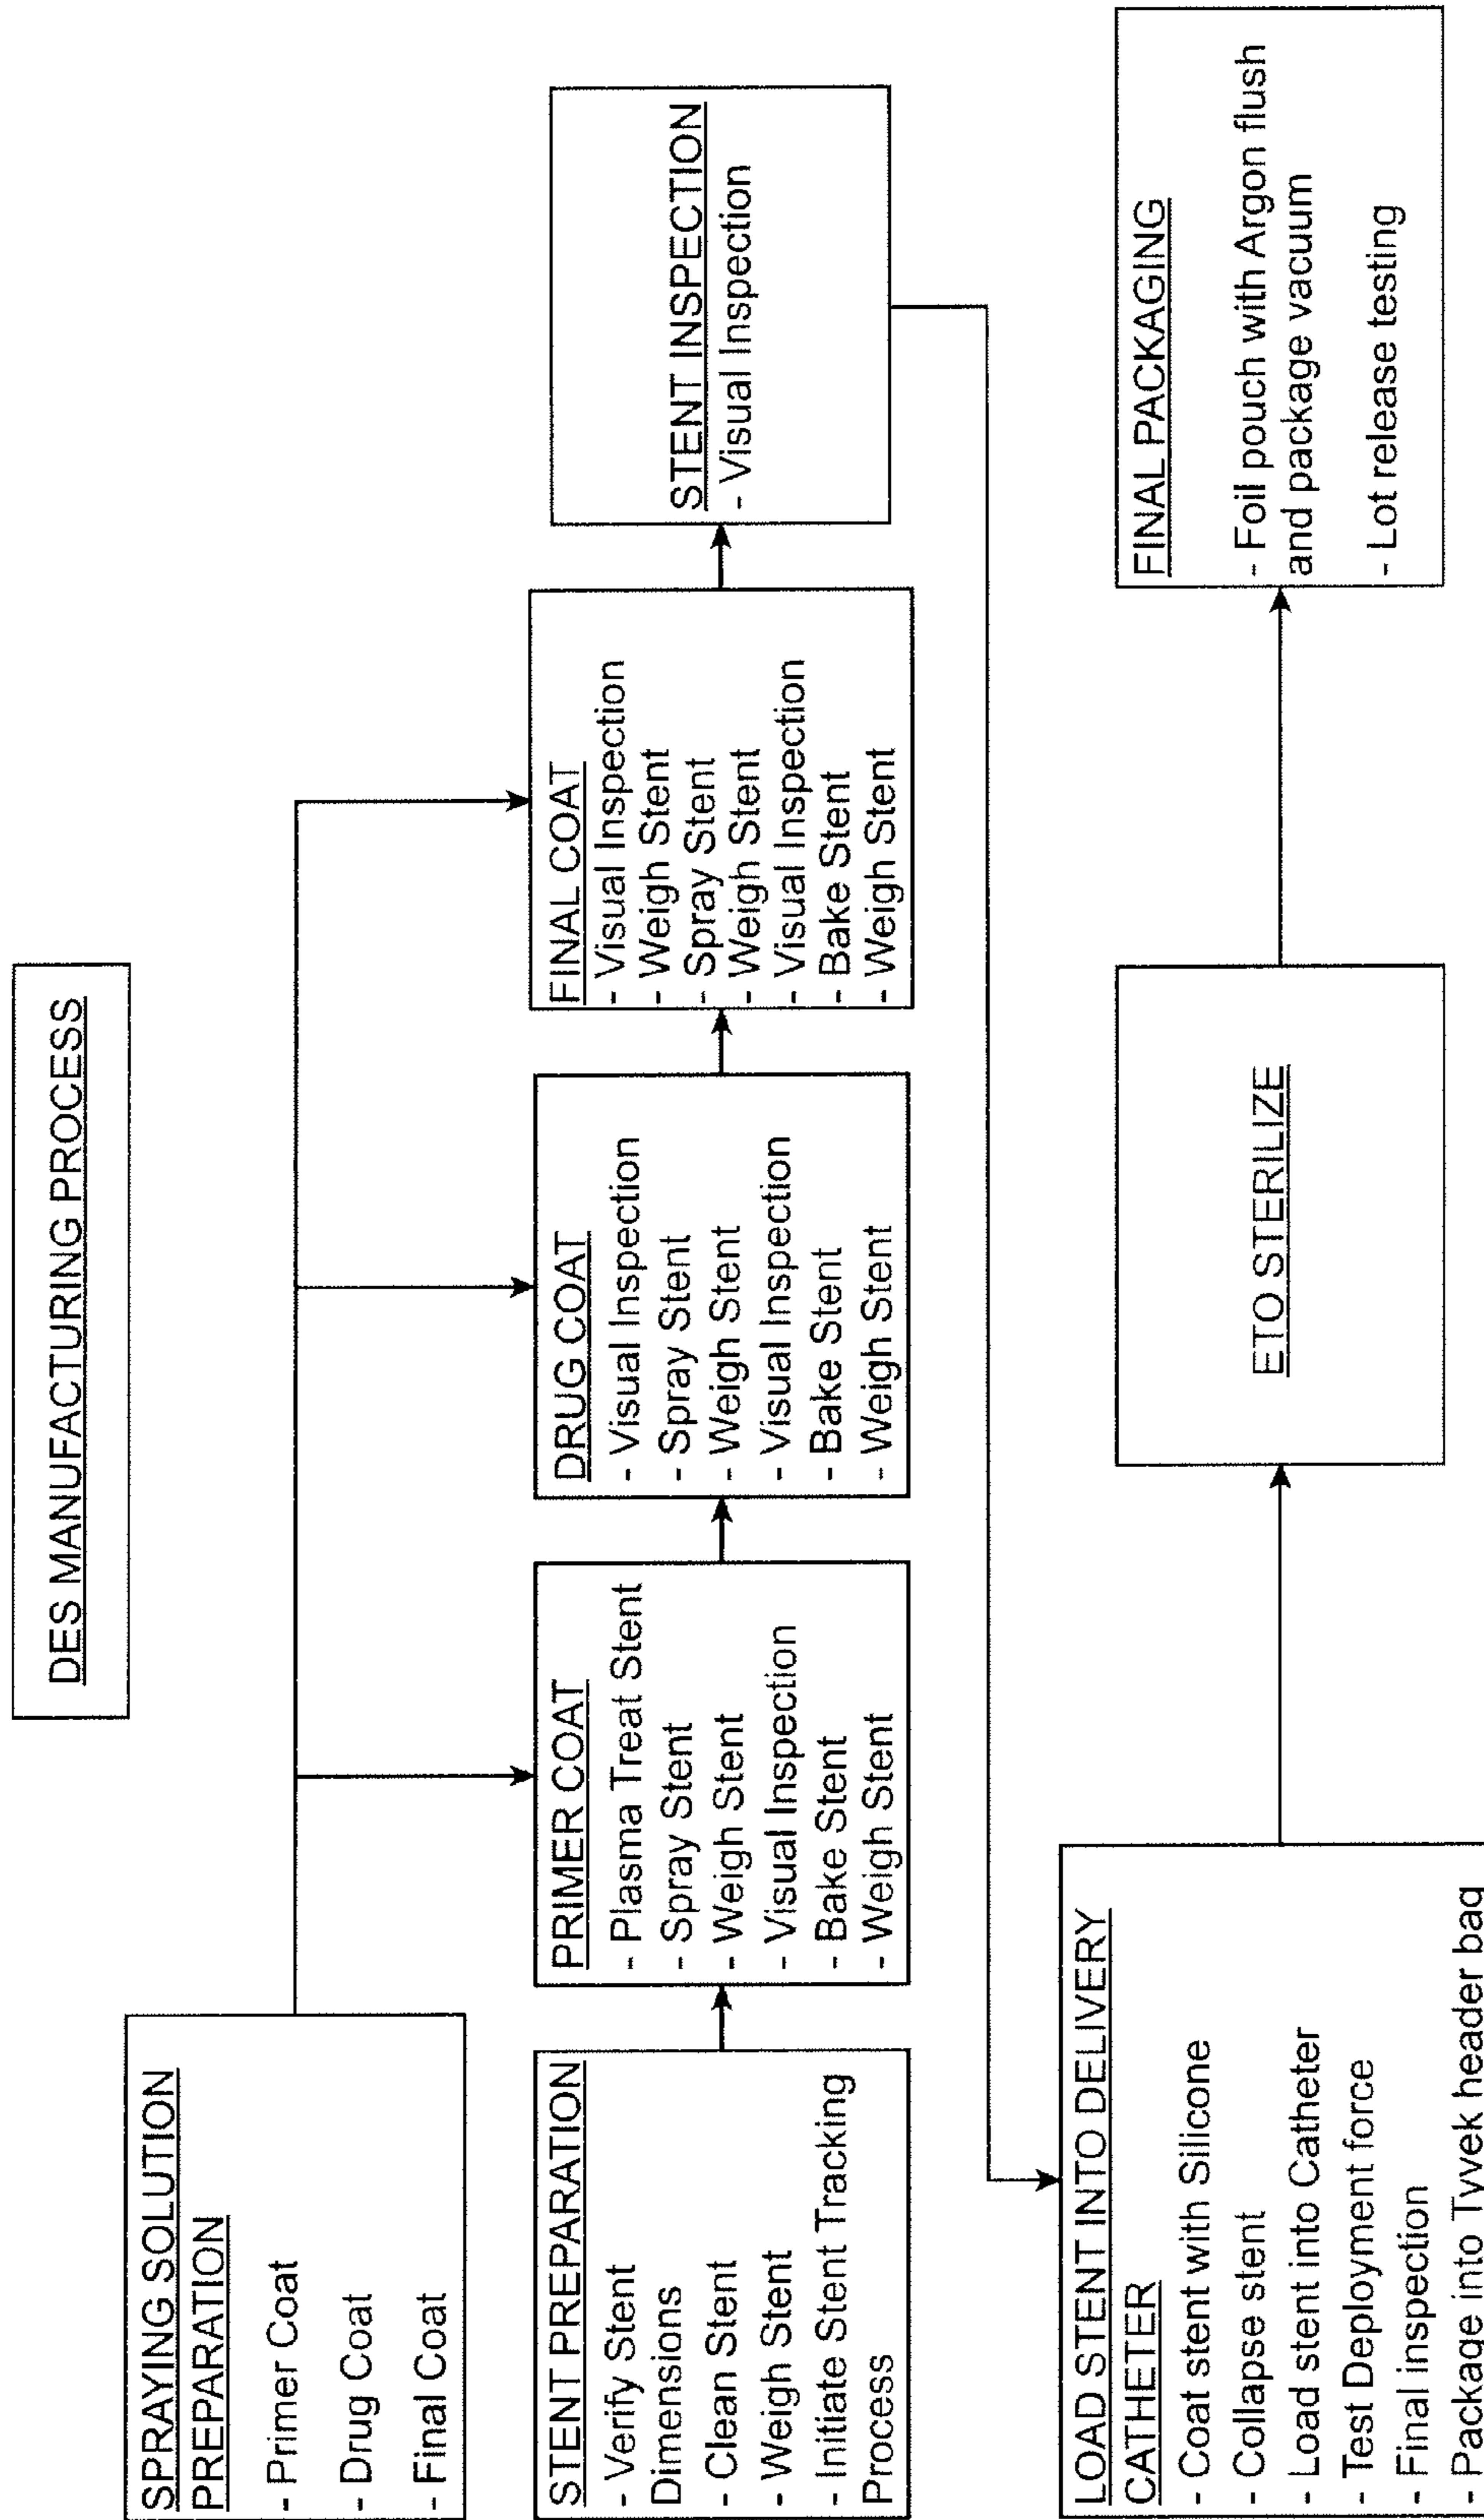 DES MANUFACTURING PROCESS
SPRAYING SOLUTION
PREPARATION
- Primer Coat
- Drug Coat
- Final Coat
STENT PREPARATION
- Verify Stent
Dimensions
- Clean Stent
- Weigh Stent
- Initiate Stent Tracking
Process
PRIMER COAT
- Plasma Treat Stent
- Spray Stent
- Weigh Stent
- Visual Inspection
- Bake Stent
- Weigh Stent
DRUG COAT
- Visual Inspection
- Spray Stent
- Weigh Stent
- Visual Inspection
- Bake Stent
- Weigh Stent
FINAL COAT
- Visual Inspection
- Weigh Stent
- Spray Stent
- Weigh Stent
- Visual Inspection
- Bake Stent
- Weigh Stent
STENT INSPECTION
- Visual Inspection
LOAD STENT INTO DELIVERY
CATHETER
- Coat stent with Silicone
- Collapse stent
- Load stent into Catheter
- Test Deployment force
- Final inspection
- Package into Tyvek header bag
ETO STERILIZE
FINAL PACKAGING
- Foil pouch with Argon flush
and package vacuum
- Lot release testing